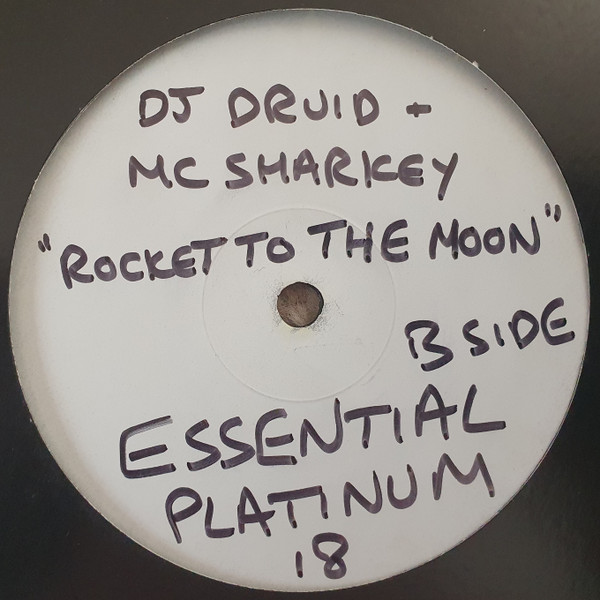 DJ DRUID +
MC SHARKEY
"ROCKET TO THE MOON"
B SIDE
ESSENTIAL
PLATINUM
18